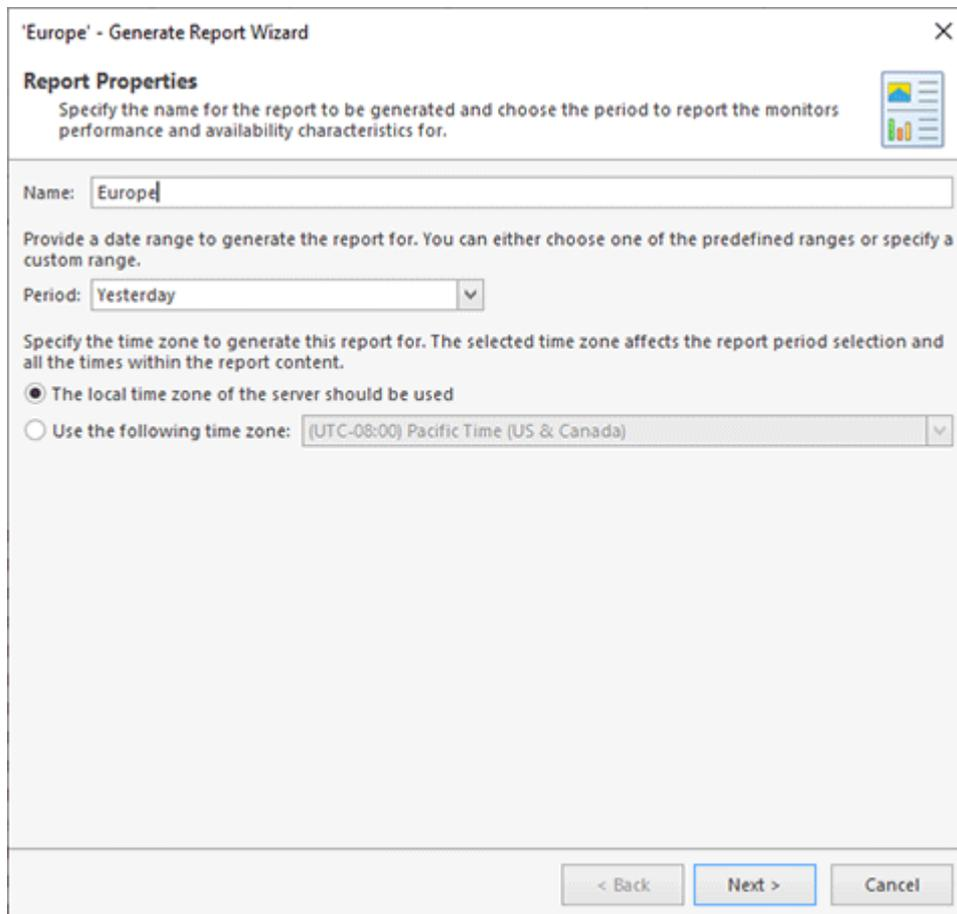 'Europe' - Generate Report Wizard
Report Properties
Specify the name for the report to be generated and choose the period to report the monitors
performance and availability characteristics for.
Name: Europe
Provide a date range to generate the report for. You can either choose one of the predefined ranges or specify a
custom range.
Period: Yesterday
Specify the time zone to generate this report for. The selected time zone affects the report period selection and
all the times within the report content.
The local time zone of the server should be used
Use the following time zone: (UTC-08:00) Pacific Time (US & Canada)
< Back Next > Cancel